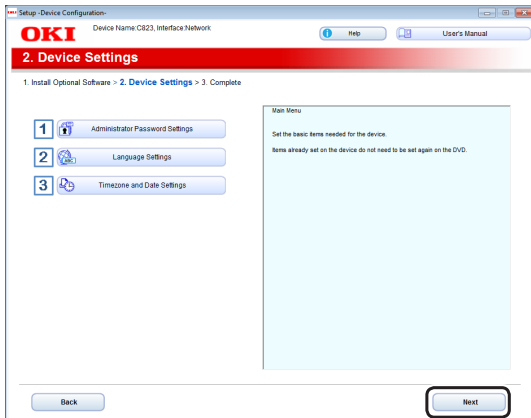 Setup -Device Configuration-
OKI
Device Name:C823, Interface:Network
Help
User's Manual
2. Device Settings
1. Install Optional Software > 2. Device Settings > 3. Complete
1 Administrator Password Settings
2 ABC Language Settings
3 Timezone and Date Settings
Main Menu
Set the basic items needed for the device.
Items already set on the device do not need to be set again on the DVD.
Back
Next